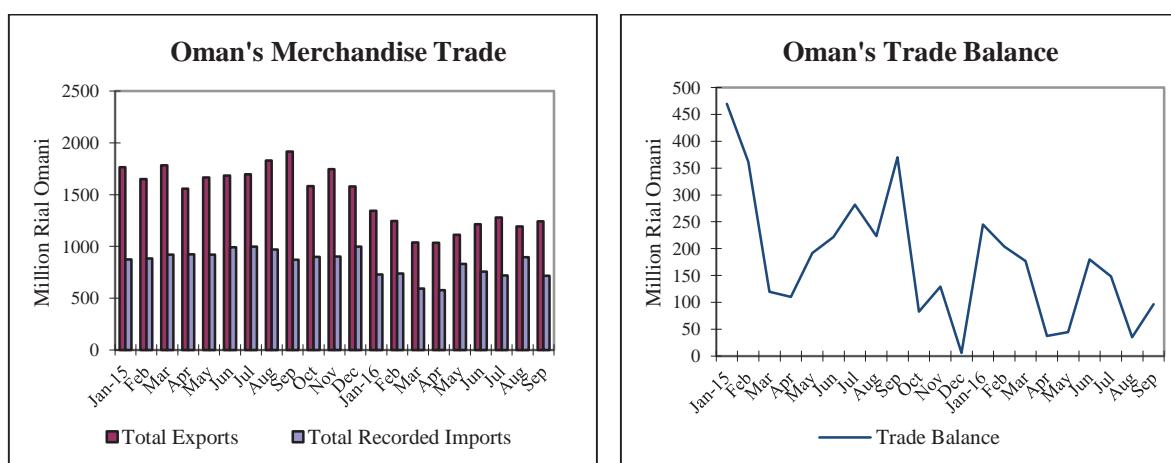 Oman's Merchandise Trade
Million Rial Omani
2500
2000
1500
1000
500
0
Jan-15 Feb Mar Apr May Jun Jul Aug Sep Oct Nov Dec Jan-16 Feb Mar Apr May Jun Jul Aug Sep
Total Exports Total Recorded Imports
Oman's Trade Balance
Million Rial Omani
500
450
400
350
300
250
200
150
100
50
0
Jan-15 Feb Mar Apr May Jun Jul Aug Sep Oct Nov Dec Jan-16 Feb Mar Apr May Jun Jul Aug Sep
Trade Balance